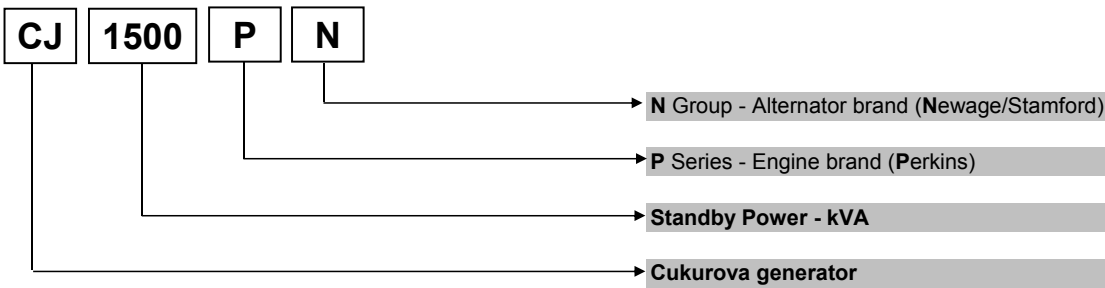 CJ 1500 P N
N Group - Alternator brand (Newage/Stamford)
P Series - Engine brand (Perkins)
Standby Power - kVA
Cukurova generator